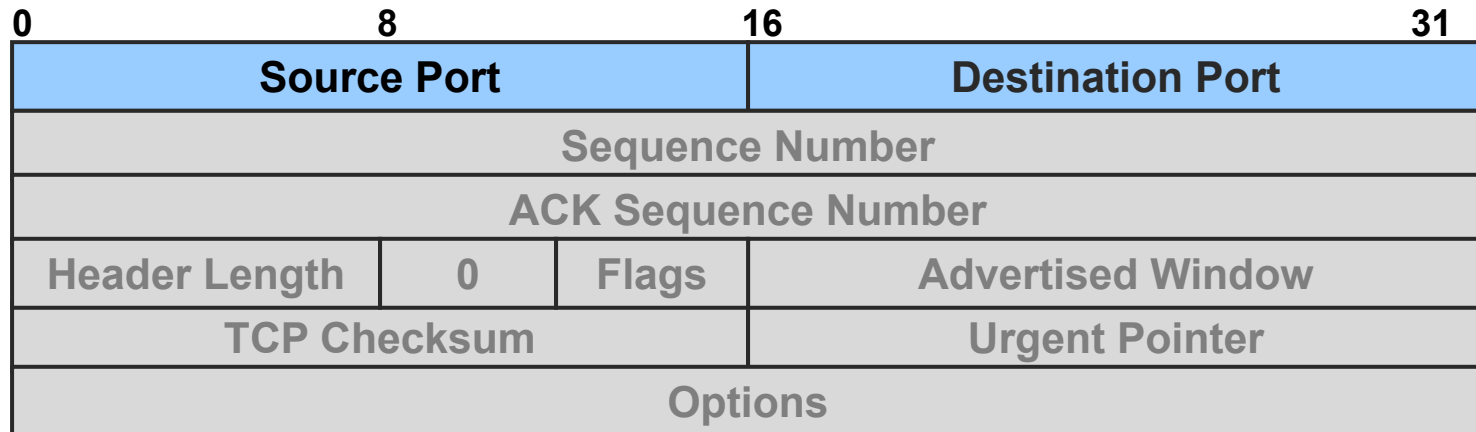 0 8 16 31
Source Port Destination Port
Sequence Number
ACK Sequence Number
Header Length 0 Flags Advertised Window
TCP Checksum Urgent Pointer
Options